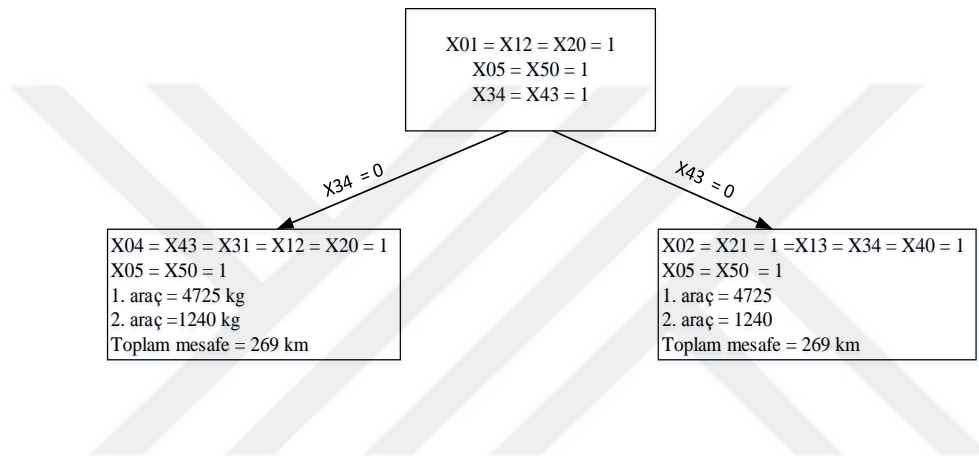 X01 = X12 = X20 = 1
X05 = X50 = 1
X34 = X43 = 1
X34 = 0
X43 = 0
X04 = X43 = X31 = X12 = X20 = 1
X05 = X50 = 1
1. araç = 4725 kg
2. araç =1240 kg
Toplam mesafe = 269 km
X02 = X21 = 1 =X13 = X34 = X40 = 1
X05 = X50 = 1
1. araç = 4725
2. araç = 1240
Toplam mesafe = 269 km